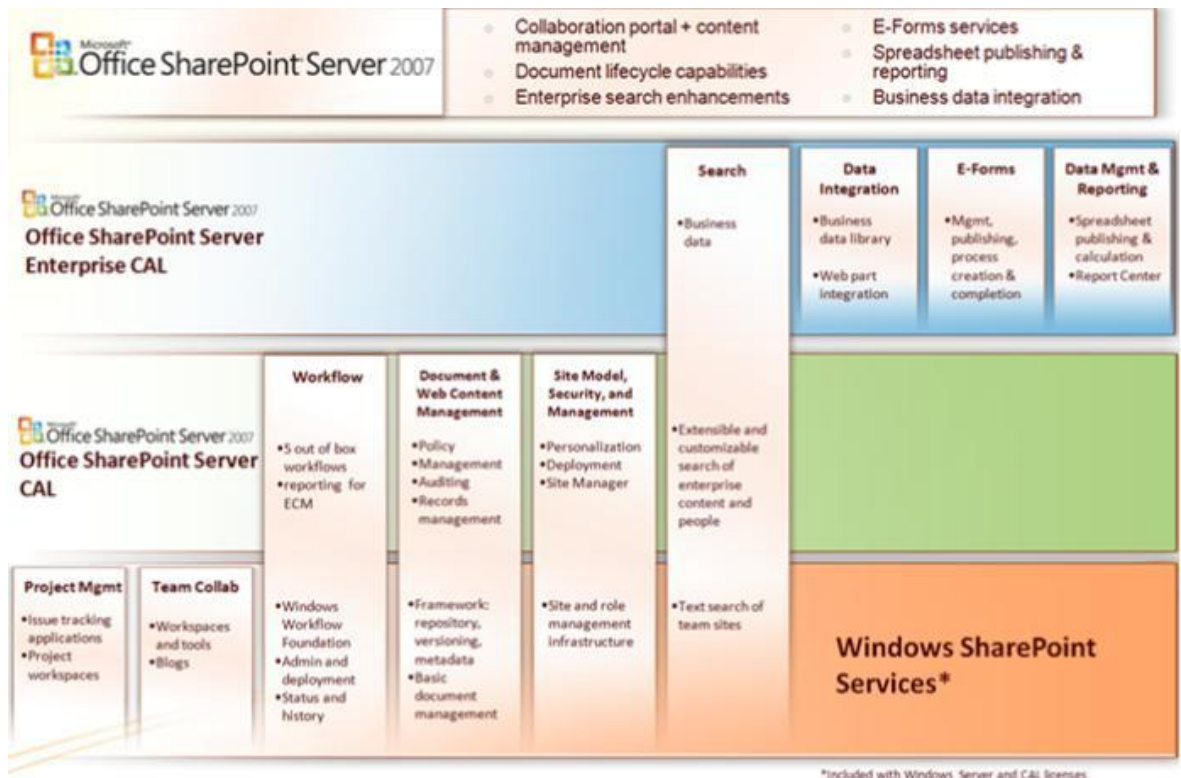 Microsoft®
Office SharePoint Server 2007
Collaboration portal + content
management
Document lifecycle capabilities
Enterprise search enhancements
E-Forms services
Spreadsheet publishing &
reporting
Business data integration
Office SharePoint Server 2007
Office SharePoint Server
Enterprise CAL
Search
•Business
data
Data
Integration
•Business
data library
•Web part
integration
E-Forms
•Mgmt,
publishing,
process
creation &
completion
Data Mgmt &
Reporting
•Spreadsheet
publishing &
calculation
•Report Center
Office SharePoint Server 2007
Office SharePoint Server
CAL
Workflow
•5 out of box
workflows
•reporting for
ECM
Document &
Web Content
Management
•Policy
•Management
•Auditing
•Records
management
Site Model,
Security, and
Management
•Personalization
•Deployment
•Site Manager
•Extensible and
customizable
search of
enterprise
content and
people
Project Mgmt
•Issue tracking
applications
•Project
workspaces
Team Collab
•Workspaces
and tools
•Blogs
•Windows
Workflow
Foundation
•Admin and
deployment
•Status and
history
•Framework:
repository,
versioning,
metadata
•Basic
document
management
•Site and role
management
infrastructure
•Text search of
team sites
Windows SharePoint
Services*
*Included with Windows Server and CAL licenses